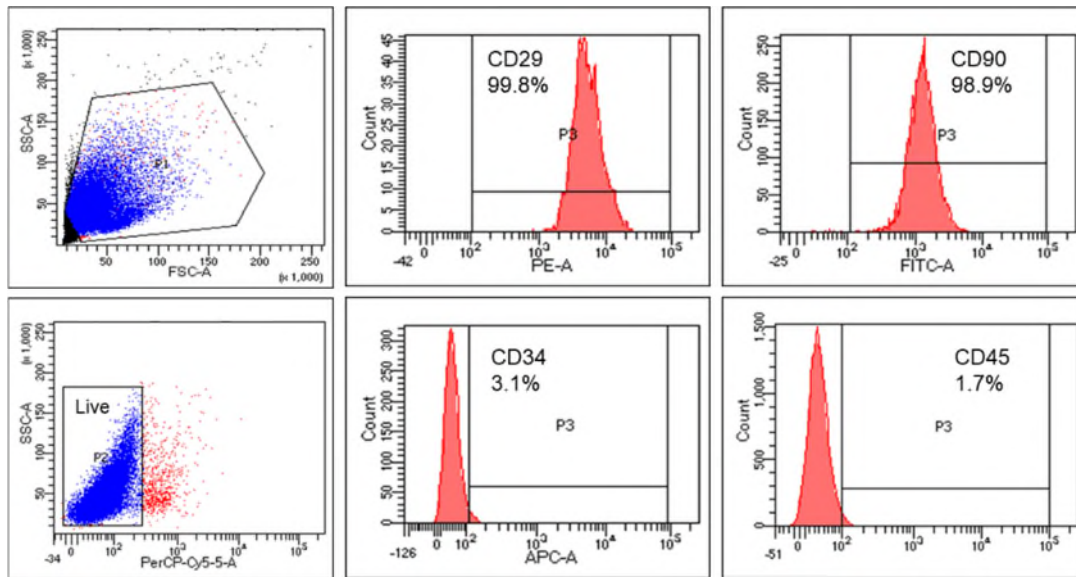 (x 1,000)
SSC-A
250
200
150
100
50
P1
50 100 150 200 250
FSC-A
(x 1,000)
Count
45
40
35
30
25
20
15
10
5
0
CD29
99.8%
P3
-42 0 10² 10³ 10⁴ 10⁵
PE-A
Count
250
200
150
100
50
0
CD90
98.9%
P3
-25 0 10² 10³ 10⁴ 10⁵
FITC-A
(x 1,000)
SSC-A
250
200
150
100
50
Live
P2
-34 0 10² 10³ 10⁴ 10⁵
PerCP-Cy5-5-A
Count
300
250
200
150
100
50
0
CD34
3.1%
P3
-126 0 10² 10³ 10⁴ 10⁵
APC-A
Count
1,500
1,000
500
0
CD45
1.7%
P3
-51 0 10² 10³ 10⁴ 10⁵